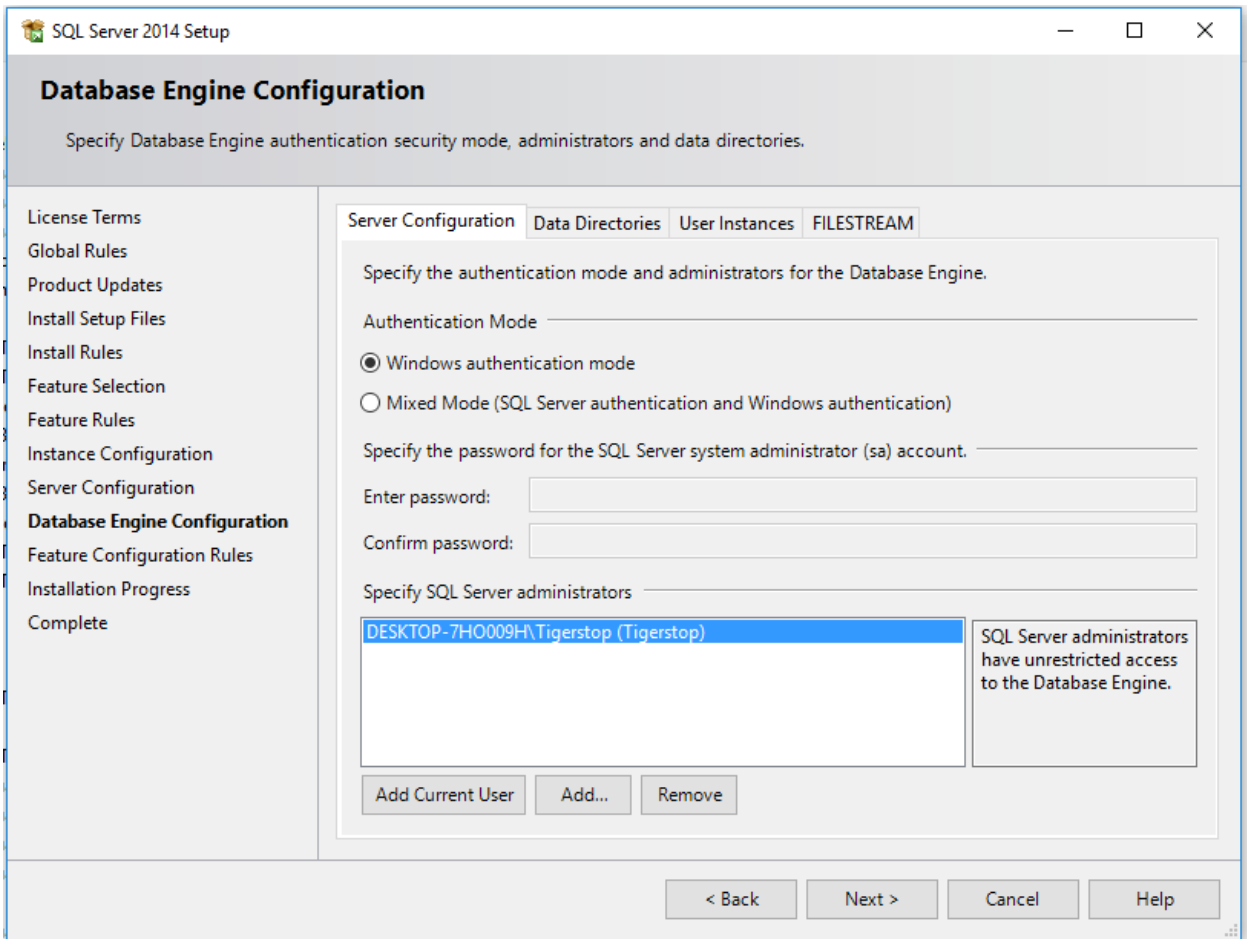 SQL Server 2014 Setup
Database Engine Configuration
Specify Database Engine authentication security mode, administrators and data directories.
License Terms
Global Rules
Product Updates
Install Setup Files
Install Rules
Feature Selection
Feature Rules
Instance Configuration
Server Configuration
Database Engine Configuration
Feature Configuration Rules
Installation Progress
Complete
Server Configuration Data Directories User Instances FILESTREAM
Specify the authentication mode and administrators for the Database Engine.
Authentication Mode
Windows authentication mode
Mixed Mode (SQL Server authentication and Windows authentication)
Specify the password for the SQL Server system administrator (sa) account.
Enter password:
Confirm password:
Specify SQL Server administrators
DESKTOP-7HO009H\Tigerstop (Tigerstop)
SQL Server administrators
have unrestricted access
to the Database Engine.
Add Current User Add... Remove
< Back Next > Cancel Help